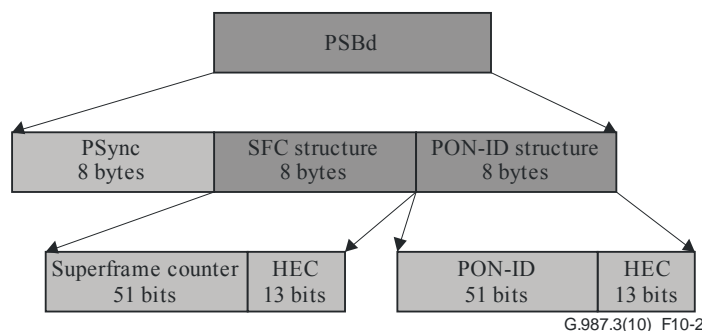 PSBd
PSync
8 bytes
SFC structure
8 bytes
PON-ID structure
8 bytes
Superframe counter
51 bits
HEC
13 bits
PON-ID
51 bits
HEC
13 bits
G.987.3(10)_F10-2